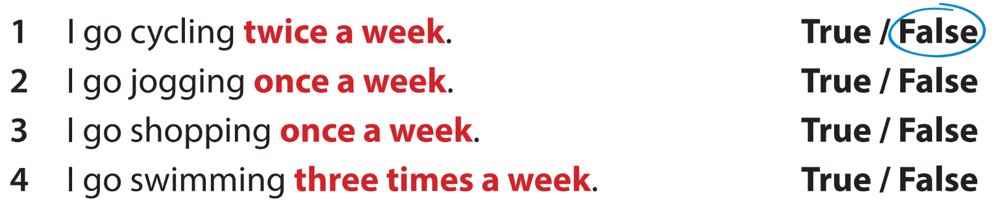 1 I go cycling twice a week. True / False
2 I go jogging once a week. True / False
3 I go shopping once a week. True / False
4 I go swimming three times a week. True / False